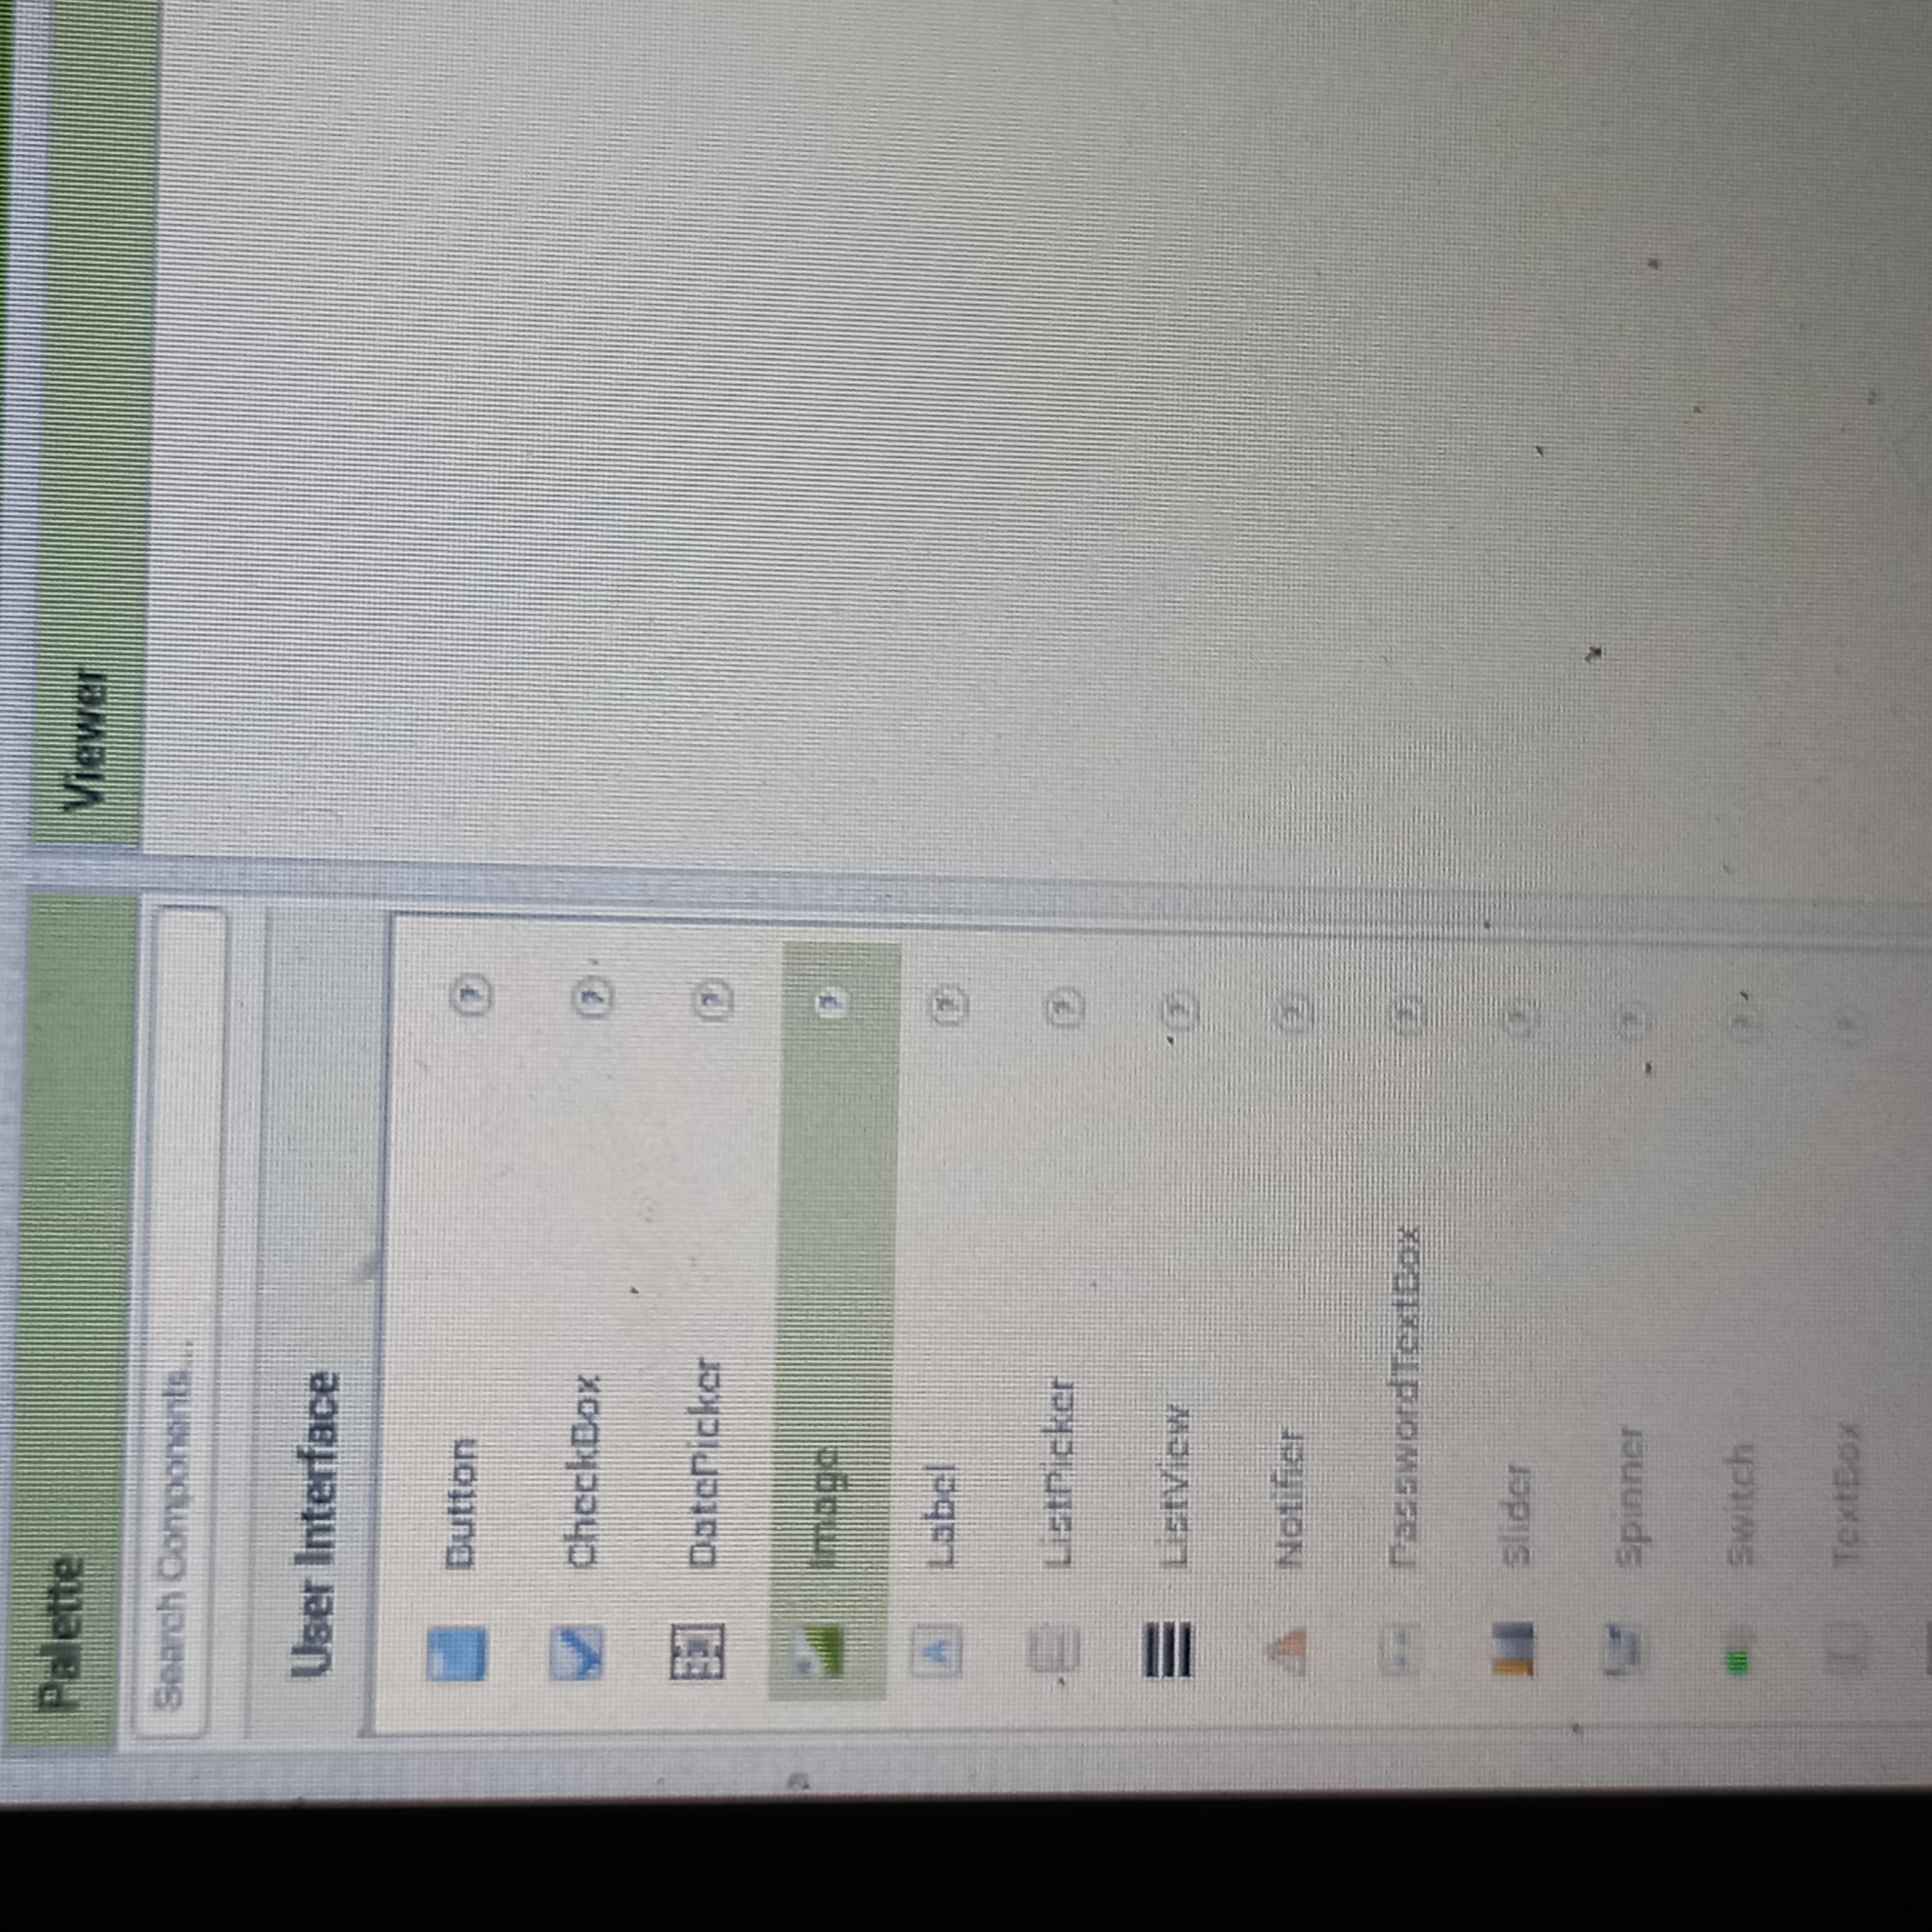 Palette
Viewer
Search Components...
User Interface
Button
?
CheckBox
?
DatePicker
?
Image
?
Label
?
ListPicker
?
ListView
?
Notifier
?
PasswordTextBox
?
Slider
?
Spinner
?
Switch
?
TextBox
?